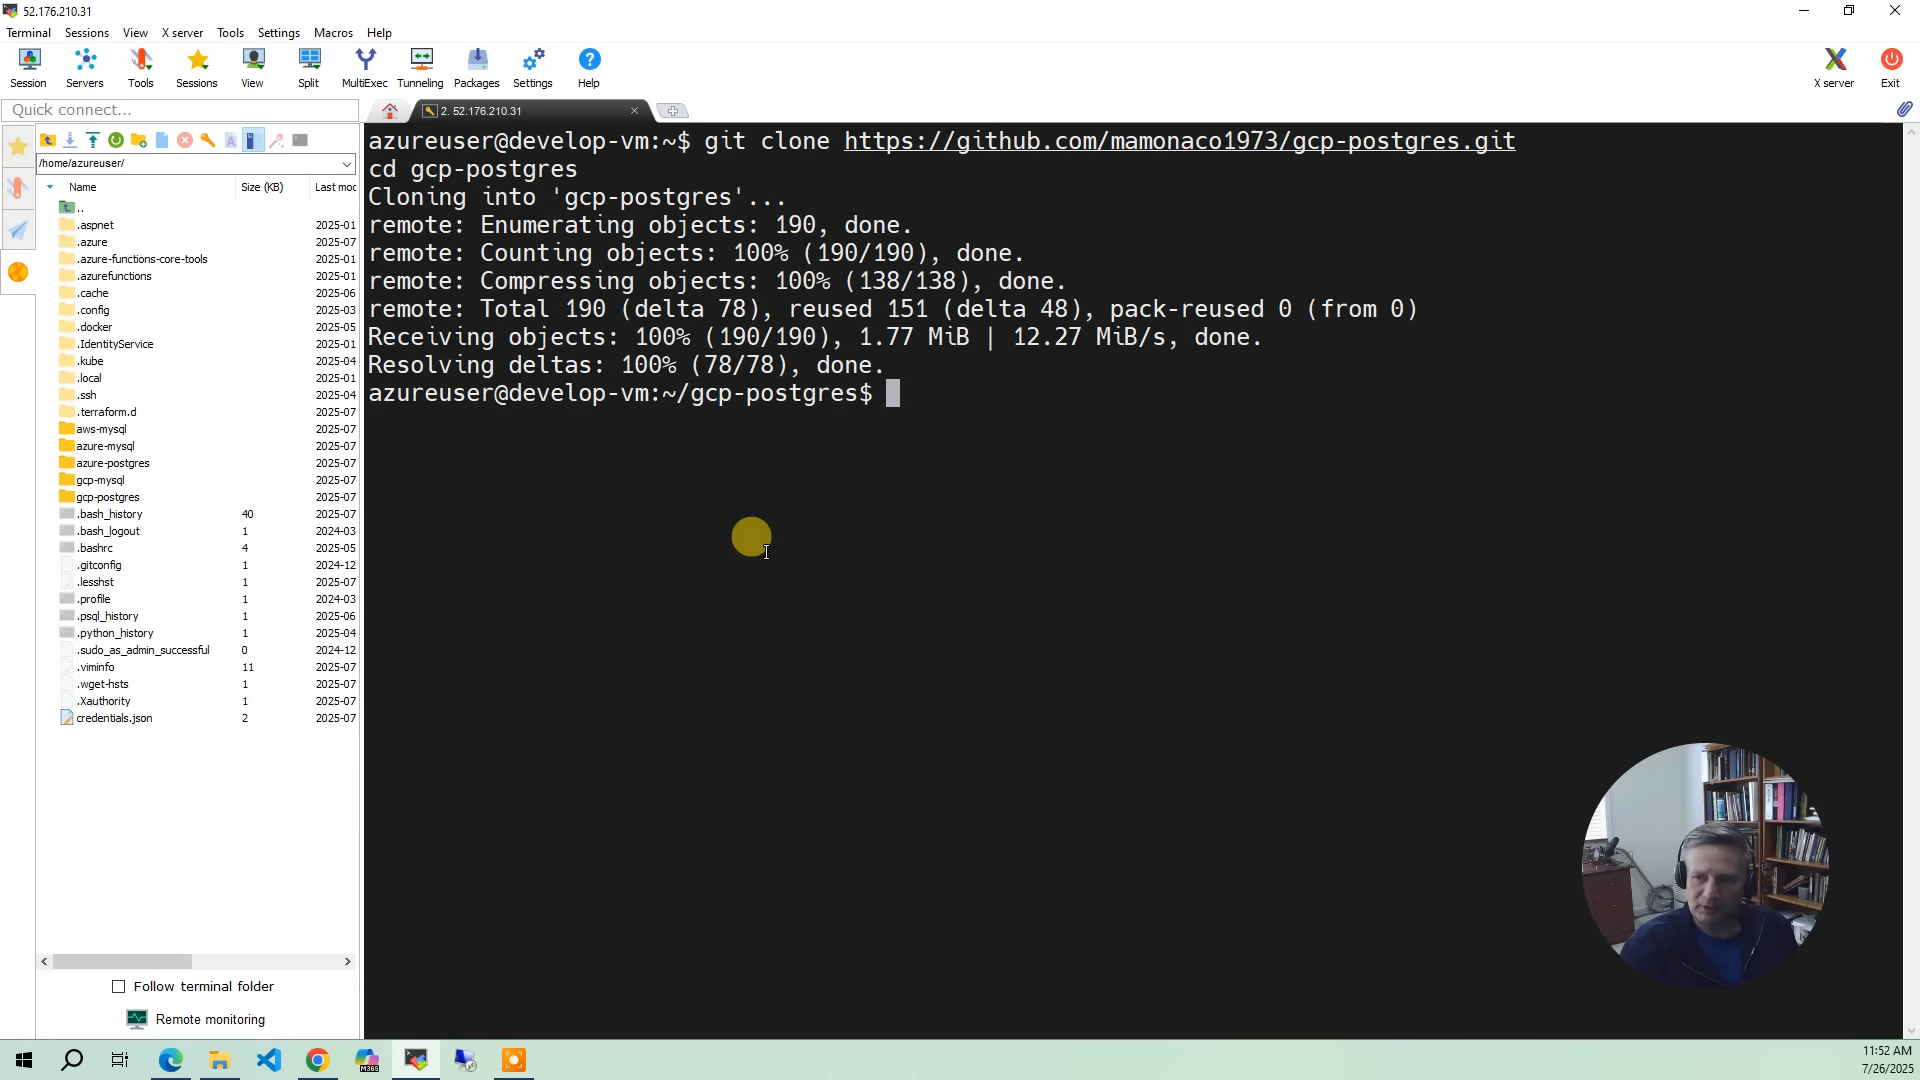 52.176.210.31
Terminal Sessions View X server Tools Settings Macros Help
Session Servers Tools Sessions View Split MultiExec Tunneling Packages Settings Help X server Exit
Quick connect...
2. 52.176.210.31
/home/azureuser/
Name Size (KB) Last mod
..
.aspnet 2025-01
.azure 2025-07
.azure-functions-core-tools 2025-01
.azurefunctions 2025-01
.cache 2025-06
.config 2025-03
.docker 2025-05
.IdentityService 2025-01
.kube 2025-04
.local 2025-01
.ssh 2025-04
.terraform.d 2025-07
aws-mysql 2025-07
azure-mysql 2025-07
azure-postgres 2025-07
gcp-mysql 2025-07
gcp-postgres 2025-07
.bash_history 40 2025-07
.bash_logout 1 2024-03
.bashrc 4 2025-05
.gitconfig 1 2024-12
.lesshst 1 2025-07
.profile 1 2024-03
.psql_history 1 2025-06
.python_history 1 2025-04
.sudo_as_admin_successful 0 2024-12
.viminfo 11 2025-07
.wget-hsts 1 2025-07
.Xauthority 1 2025-07
credentials.json 2 2025-07
Follow terminal folder
Remote monitoring
azureuser@develop-vm:~$ git clone https://github.com/mamonaco1973/gcp-postgres.git
cd gcp-postgres
Cloning into 'gcp-postgres'...
remote: Enumerating objects: 190, done.
remote: Counting objects: 100% (190/190), done.
remote: Compressing objects: 100% (138/138), done.
remote: Total 190 (delta 78), reused 151 (delta 48), pack-reused 0 (from 0)
Receiving objects: 100% (190/190), 1.77 MiB | 12.27 MiB/s, done.
Resolving deltas: 100% (78/78), done.
azureuser@develop-vm:~/gcp-postgres$
M365
11:52 AM
7/26/2025